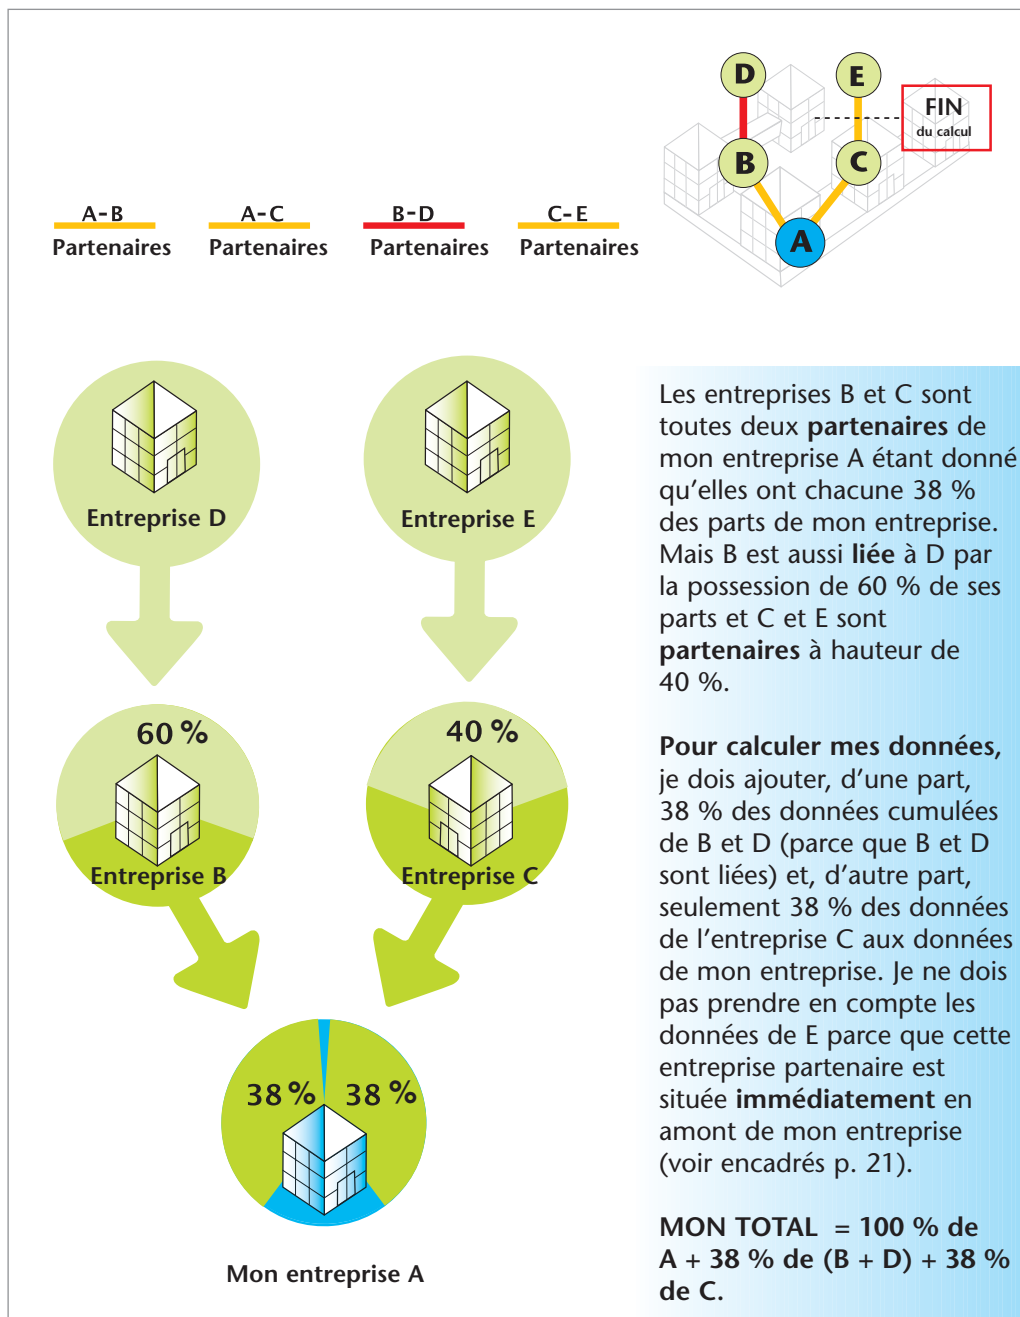 D
E
FIN
du calcul
B
C
A
A-B
Partenaires
A-C
Partenaires
B-D
Partenaires
C-E
Partenaires
Entreprise D
Entreprise E
60 %
40 %
Entreprise B
Entreprise C
38 %
38 %
Mon entreprise A
Les entreprises B et C sont
toutes deux partenaires de
mon entreprise A étant donné
qu'elles ont chacune 38 %
des parts de mon entreprise.
Mais B est aussi liée à D par
la possession de 60 % de ses
parts et C et E sont
partenaires à hauteur de
40 %.
Pour calculer mes données,
je dois ajouter, d'une part,
38 % des données cumulées
de B et D (parce que B et D
sont liées) et, d'autre part,
seulement 38 % des données
de l'entreprise C aux données
de mon entreprise. Je ne dois
pas prendre en compte les
données de E parce que cette
entreprise partenaire est
située immédiatement en
amont de mon entreprise
(voir encadrés p. 21).
MON TOTAL = 100 % de
A + 38 % de (B + D) + 38 %
de C.